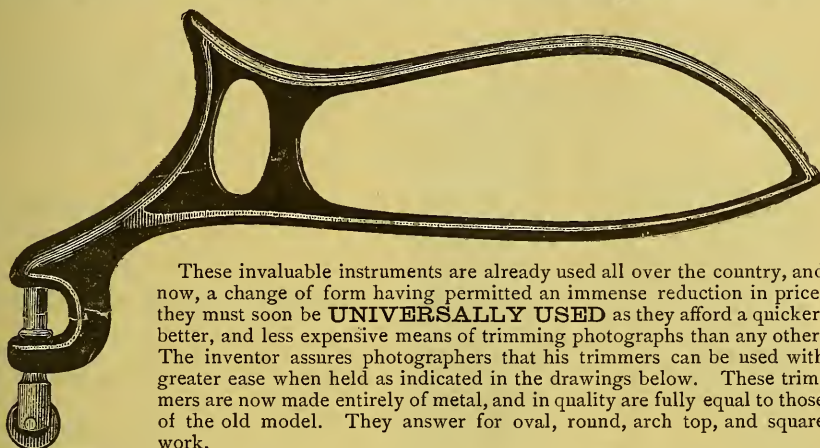 These invaluable instruments are already used all over the country, and
now, a change of form having permitted an immense reduction in price
they must soon be UNIVERSALLY USED as they afford a quicker
better, and less expensive means of trimming photographs than any other
The inventor assures photographers that his trimmers can be used with
greater ease when held as indicated in the drawings below. These trim
mers are now made entirely of metal, and in quality are fully equal to those
of the old model. They answer for oval, round, arch top, and square
work.